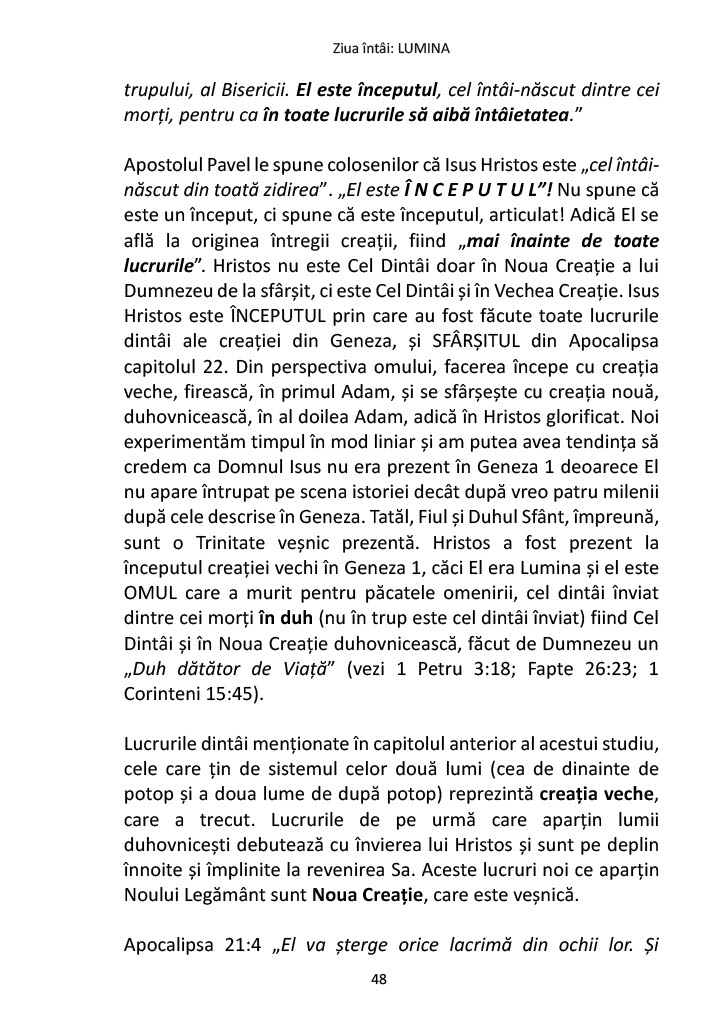 Ziua întâi: LUMINA
trupului, al Bisericii. El este începutul, cel întâi-născut dintre cei
morți, pentru ca în toate lucrurile să aibă întâietatea.”
Apostolul Pavel le spune colosenilor că Isus Hristos este „cel întâi-
născut din toată zidirea”. „El este Î N C E P U T U L”! Nu spune că
este un început, ci spune că este începutul, articulat! Adică El se
află la originea întregii creații, fiind „mai înainte de toate
lucrurile”. Hristos nu este Cel Dintâi doar în Noua Creație a lui
Dumnezeu de la sfârșit, ci este Cel Dintâi și în Vechea Creație. Isus
Hristos este ÎNCEPUTUL prin care au fost făcute toate lucrurile
dintâi ale creației din Geneza, și SFÂRȘITUL din Apocalipsa
capitolul 22. Din perspectiva omului, facerea începe cu creația
veche, firească, în primul Adam, și se sfârșește cu creația nouă,
duhovnicească, în al doilea Adam, adică în Hristos glorificat. Noi
experimentăm timpul în mod liniar și am putea avea tendința să
credem ca Domnul Isus nu era prezent în Geneza 1 deoarece El
nu apare întrupat pe scena istoriei decât după vreo patru milenii
după cele descrise în Geneza. Tatăl, Fiul și Duhul Sfânt, împreună,
sunt o Trinitate veșnic prezentă. Hristos a fost prezent la
începutul creației vechi în Geneza 1, căci El era Lumina și el este
OMUL care a murit pentru păcatele omenirii, cel dintâi înviat
dintre cei morți în duh (nu în trup este cel dintâi înviat) fiind Cel
Dintâi și în Noua Creație duhovnicească, făcut de Dumnezeu un
„Duh dătător de Viață” (vezi 1 Petru 3:18; Fapte 26:23; 1
Corinteni 15:45).
Lucrurile dintâi menționate în capitolul anterior al acestui studiu,
cele care țin de sistemul celor două lumi (cea de dinainte de
potop și a doua lume de după potop) reprezintă creația veche,
care a trecut. Lucrurile de pe urmă care aparțin lumii
duhovnicești debutează cu învierea lui Hristos și sunt pe deplin
înnoite și împlinite la revenirea Sa. Aceste lucruri noi ce aparțin
Noului Legământ sunt Noua Creație, care este veșnică.
Apocalipsa 21:4 „El va șterge orice lacrimă din ochii lor. Și
48